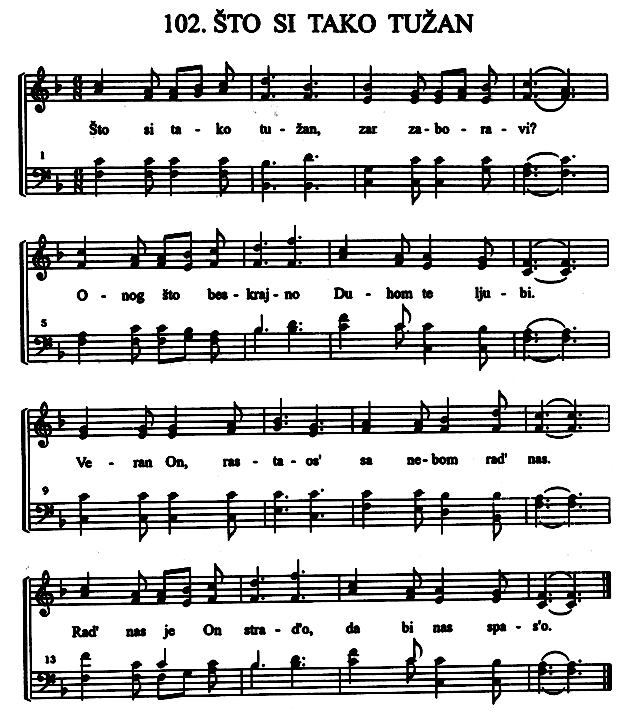 102. ŠTO SI TAKO TUŽAN
Što si ta - ko tu - žan, zar za - bo - ra - vi?
1
O - nog što bes - kraj - no Du - hom te lju - bi.
5
Ve - ran On, ras - ta - os' sa ne - bom rad' nas.
9
Rad' nas je On stra - d'o, da bi nas spa - s'o.
13